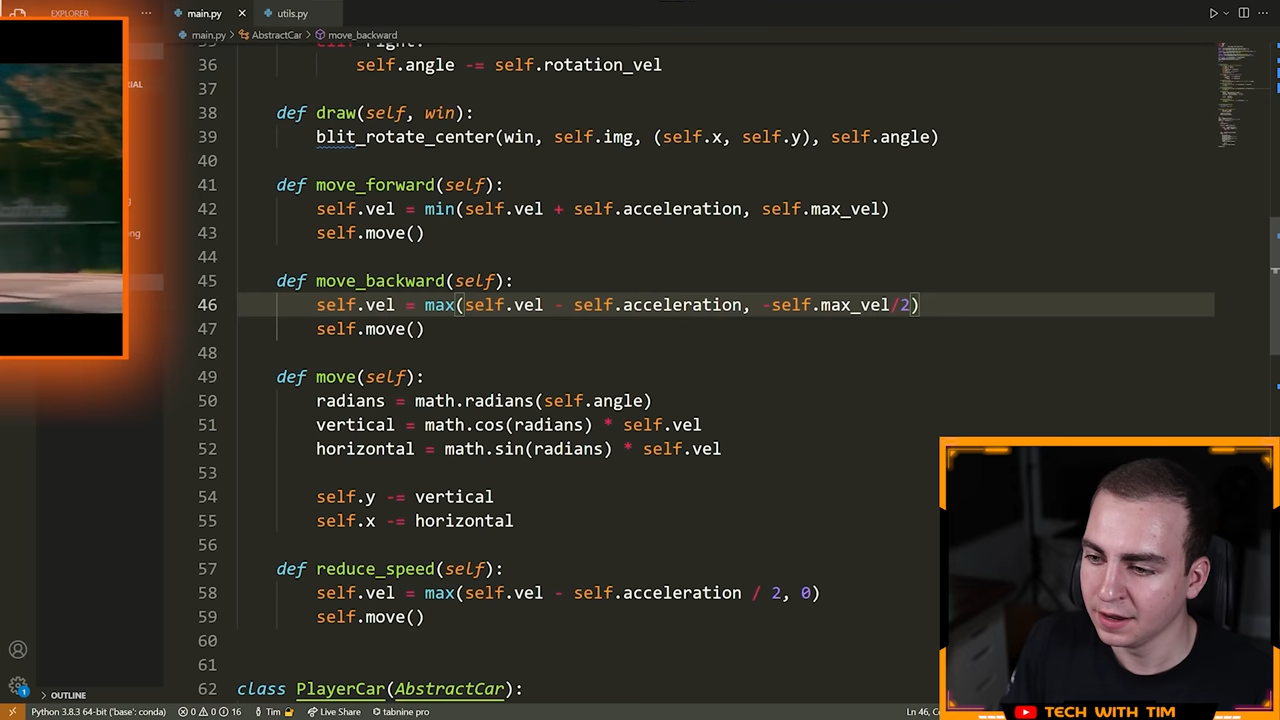 EXPLORER
main.py
utils.py
main.py > AbstractCar > move_backward
36 self.angle -= self.rotation_vel
37
38 def draw(self, win):
39 blit_rotate_center(win, self.img, (self.x, self.y), self.angle)
40
41 def move_forward(self):
42 self.vel = min(self.vel + self.acceleration, self.max_vel)
43 self.move()
44
45 def move_backward(self):
46 self.vel = max(self.vel - self.acceleration, -self.max_vel/2)
47 self.move()
48
49 def move(self):
50 radians = math.radians(self.angle)
51 vertical = math.cos(radians) * self.vel
52 horizontal = math.sin(radians) * self.vel
53
54 self.y -= vertical
55 self.x -= horizontal
56
57 def reduce_speed(self):
58 self.vel = max(self.vel - self.acceleration / 2, 0)
59 self.move()
60
61
62 class PlayerCar(AbstractCar):
OUTLINE
1
Python 3.8.3 64-bit ('base': conda) 0 0 16 Tim Live Share tabnine pro
TECH WITH TIM